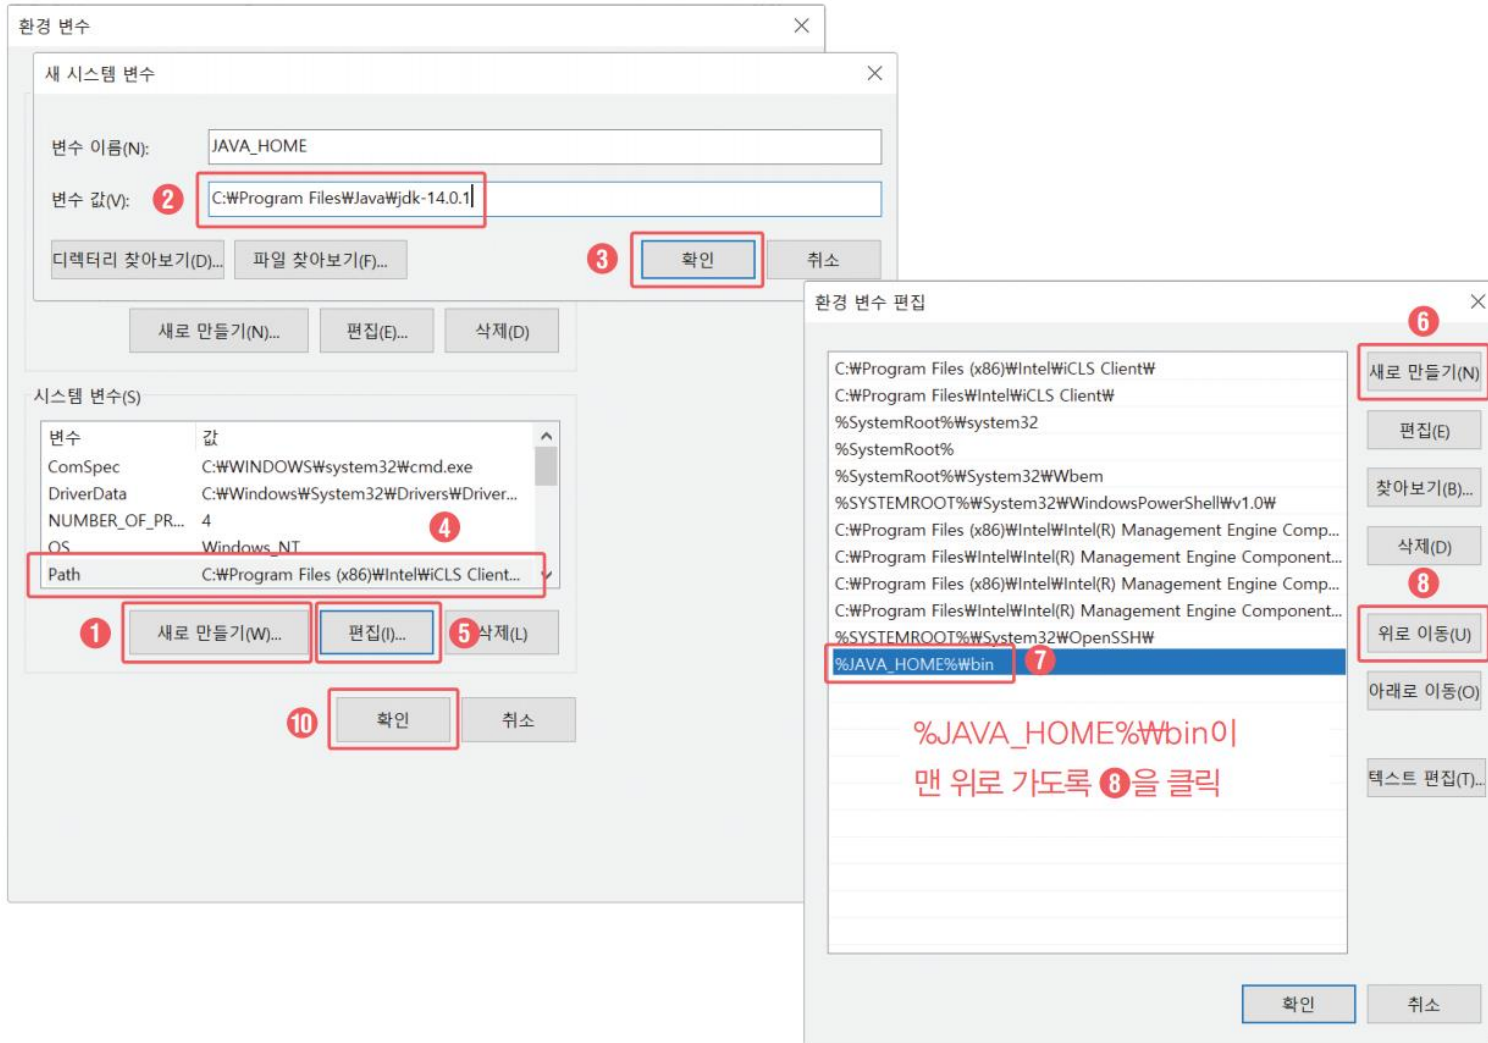 환경 변수
새 시스템 변수
변수 이름(N): JAVA_HOME
변수 값(V): ❷ C:₩Program Files₩Java₩jdk-14.0.1
디렉터리 찾아보기(D)... 파일 찾아보기(F)... ❸ 확인 취소
새로 만들기(N)... 편집(E)... 삭제(D)
시스템 변수(S)
변수 값
ComSpec C:₩WINDOWS₩system32₩cmd.exe
DriverData C:₩Windows₩System32₩Drivers₩Driver...
NUMBER_OF_PR... 4
❹
OS Windows_NT
Path C:₩Program Files (x86)₩Intel₩iCLS Client...
❶ 새로 만들기(W)... 편집(I)... ❺ 삭제(L)
❿ 확인 취소
환경 변수 편집
❻
C:₩Program Files (x86)₩Intel₩iCLS Client₩
C:₩Program Files₩Intel₩iCLS Client₩
%SystemRoot%₩system32
%SystemRoot%
%SystemRoot%₩System32₩Wbem
%SYSTEMROOT%₩System32₩WindowsPowerShell₩v1.0₩
C:₩Program Files (x86)₩Intel₩Intel(R) Management Engine Comp...
C:₩Program Files₩Intel₩Intel(R) Management Engine Component...
C:₩Program Files (x86)₩Intel₩Intel(R) Management Engine Comp...
C:₩Program Files₩Intel₩Intel(R) Management Engine Component...
%SYSTEMROOT%₩System32₩OpenSSH₩
%JAVA_HOME%₩bin ❼
%JAVA_HOME%₩bin이
맨 위로 가도록 ❽을 클릭
새로 만들기(N)
편집(E)
찾아보기(B)...
삭제(D)
❽
위로 이동(U)
아래로 이동(O)
텍스트 편집(T)...
확인 취소